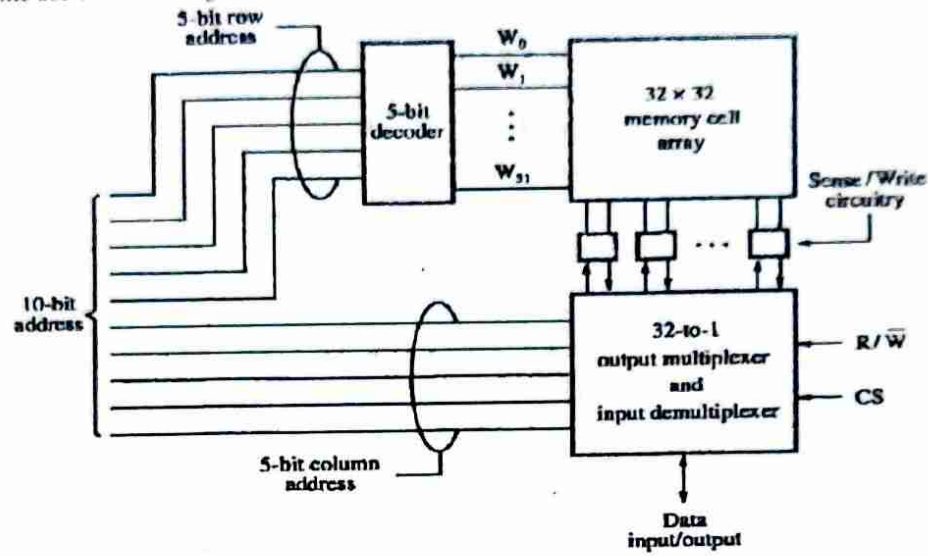 5-bit row
address
W₀
W₁
5-bit
decoder
32 × 32
memory cell
array
W₃₁
Sense / Write
circuitry
10-bit
address
32-to-1
output multiplexer
and
input demultiplexer
R / W̅
CS
5-bit column
address
Data
input/output